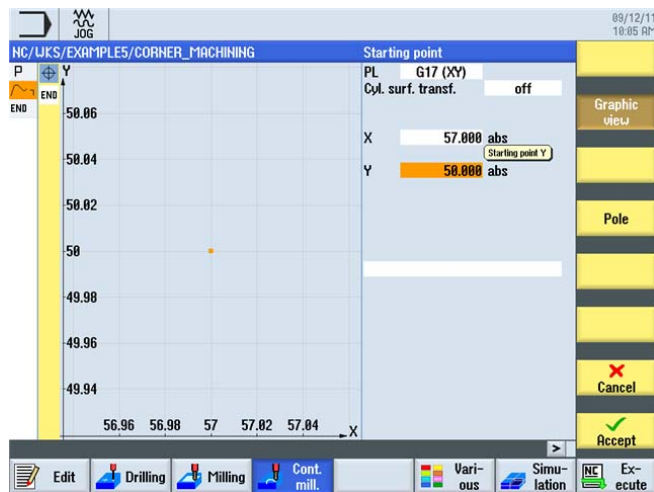 JOG
09/12/11
10:05 AM
NC/WKS/EXAMPLE5/CORNER_MACHINING
Starting point
P
END
END
Y
50.06
50.04
50.02
50
49.98
49.96
49.94
56.96 56.98 57 57.02 57.04
X
PL G17 (XY)
Cyl. surf. transf. off
X 57.000 abs
Starting point Y
Y 50.000 abs
Graphic
view
Pole
Cancel
Accept
>
Edit
Drilling
Milling
Cont.
mill.
Vari-
ous
Simu-
lation
NC Ex-
ecute